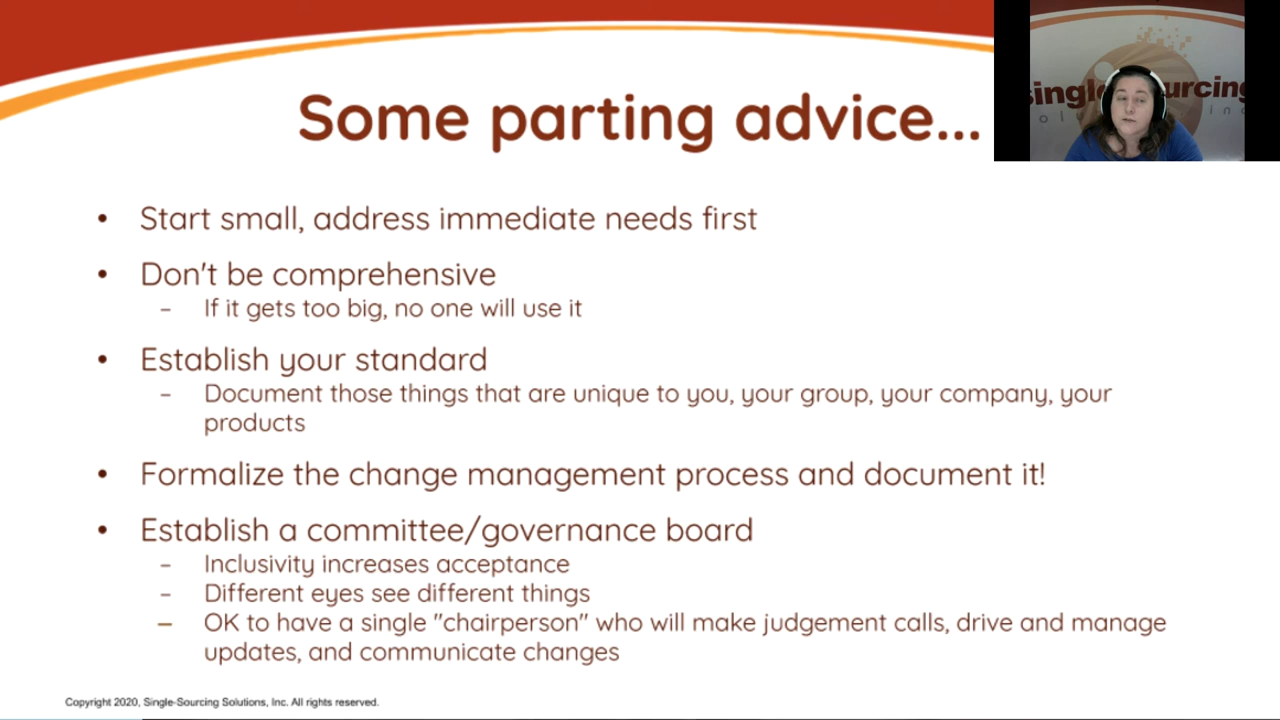 Some parting advice...
• Start small, address immediate needs first
• Don't be comprehensive
– If it gets too big, no one will use it
• Establish your standard
– Document those things that are unique to you, your group, your company, your
products
• Formalize the change management process and document it!
• Establish a committee/governance board
– Inclusivity increases acceptance
– Different eyes see different things
– OK to have a single "chairperson" who will make judgement calls, drive and manage
updates, and communicate changes
Copyright 2020, Single-Sourcing Solutions, Inc. All rights reserved.